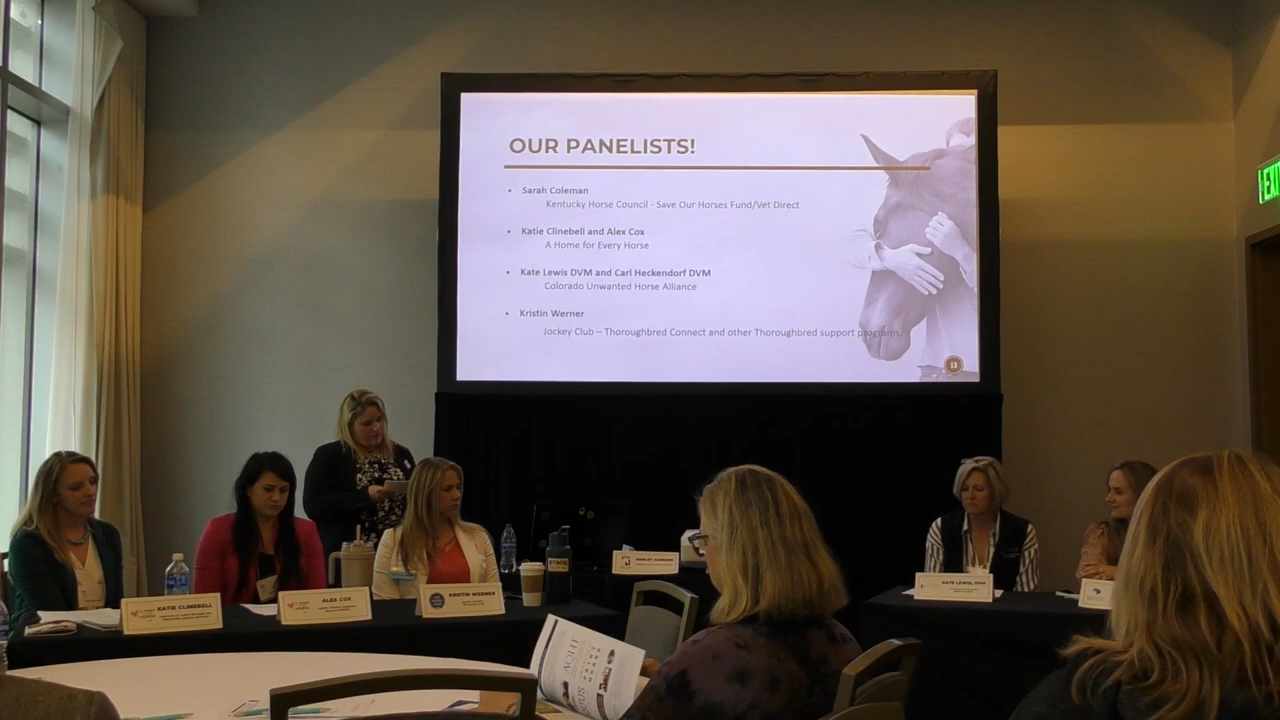 OUR PANELISTS!
• Sarah Coleman
Kentucky Horse Council - Save Our Horses Fund/Vet Direct
• Katie Clinebell and Alex Cox
A Home for Every Horse
• Kate Lewis DVM and Carl Heckendorf DVM
Colorado Unwanted Horse Alliance
• Kristin Werner
Jockey Club – Thoroughbred Connect and other Thoroughbred support programs
13
EXIT
KATIE CLINEBELL
ALEX COX
KRISTIN WERNER
KATE LEWIS, DVM